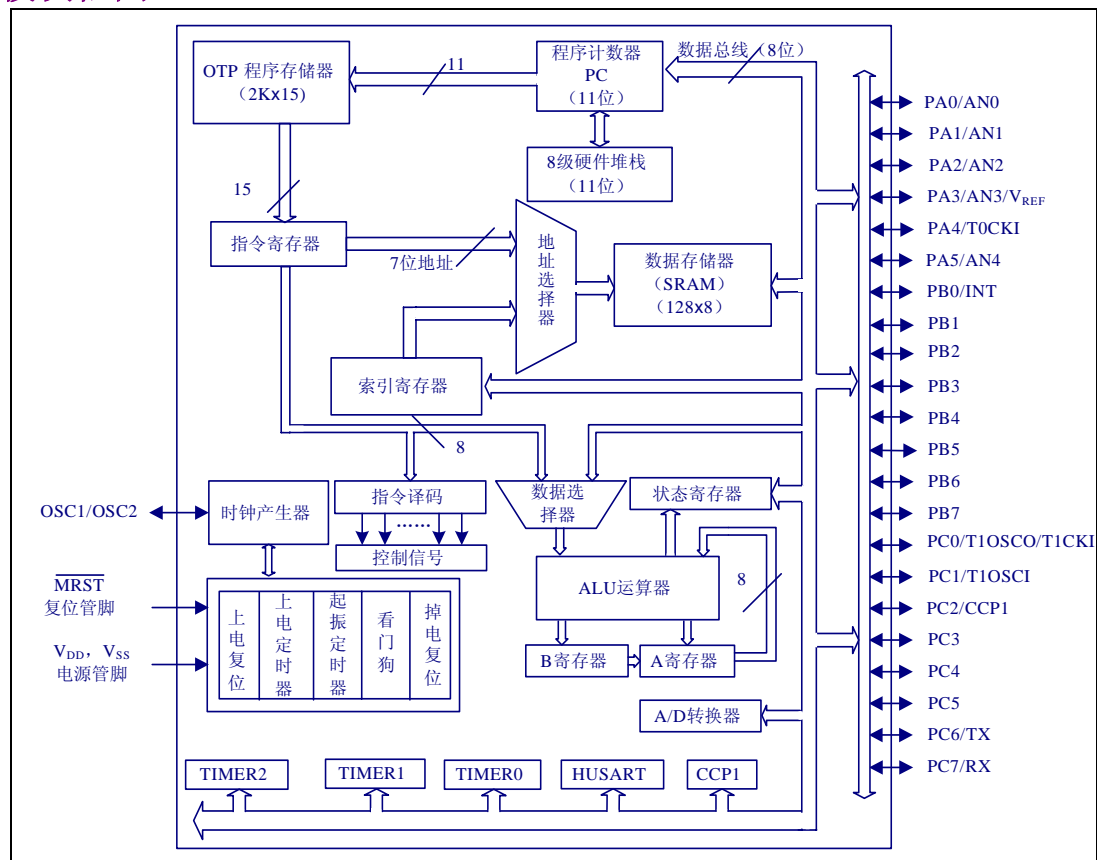 OTP 程序存储器
（2Kx15）
11
程序计数器
PC
（11位）
数据总线（8位）
8级硬件堆栈
（11位）
15
指令寄存器
7位地址
地址选择器
数据存储器
(SRAM)
（128x8）
索引寄存器
8
指令译码
……
控制信号
数据选
择器
状态寄存器
OSC1/OSC2
时钟产生器
ALU运算器
8
MRST
复位管脚
VDD，VSS
电源管脚
上电复位
上电定时器
起振定时器
看门狗
掉电复位
B寄存器
A寄存器
A/D转换器
TIMER2
TIMER1
TIMER0
HUSART
CCP1
PA0/AN0
PA1/AN1
PA2/AN2
PA3/AN3/VREF
PA4/T0CKI
PA5/AN4
PB0/INT
PB1
PB2
PB3
PB4
PB5
PB6
PB7
PC0/T1OSCO/T1CKI
PC1/T1OSCI
PC2/CCP1
PC3
PC4
PC5
PC6/TX
PC7/RX